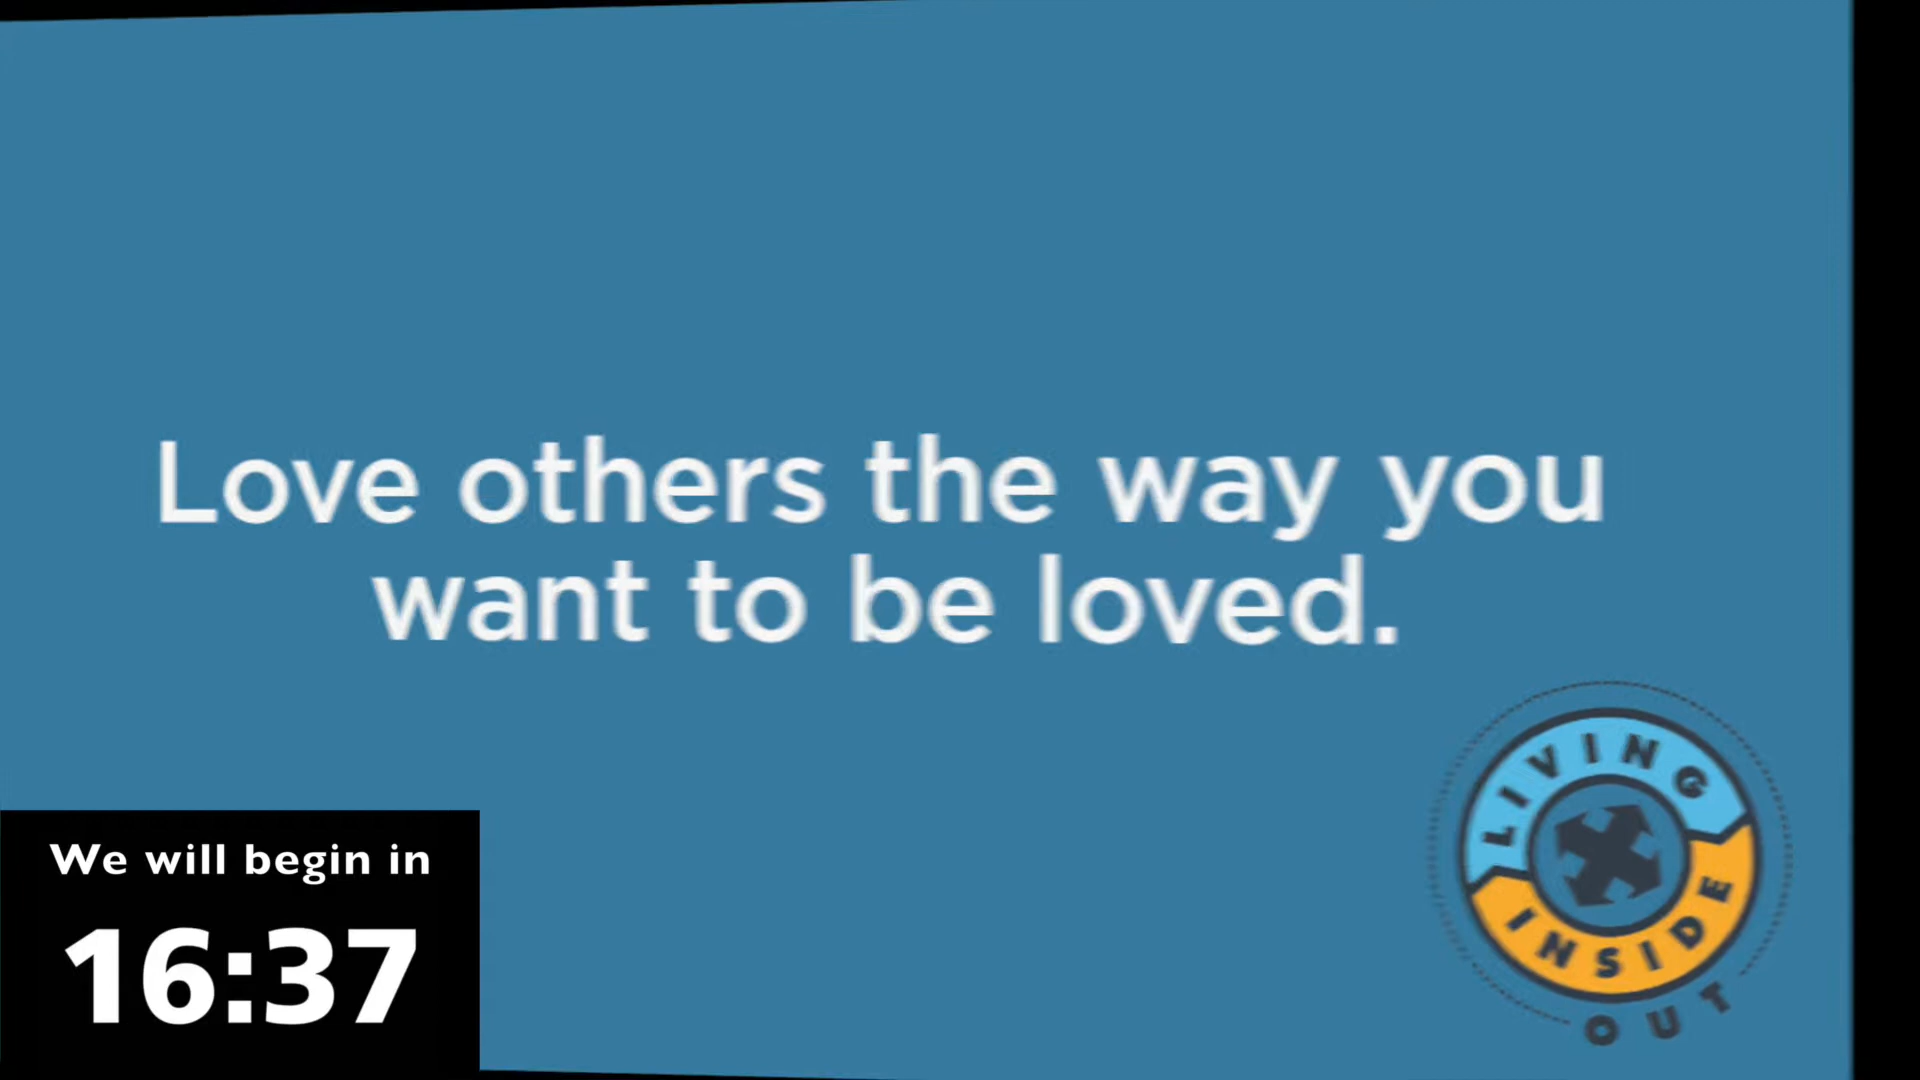 Love others the way you
want to be loved.
LIVING
INSIDE
OUT
We will begin in
16:37